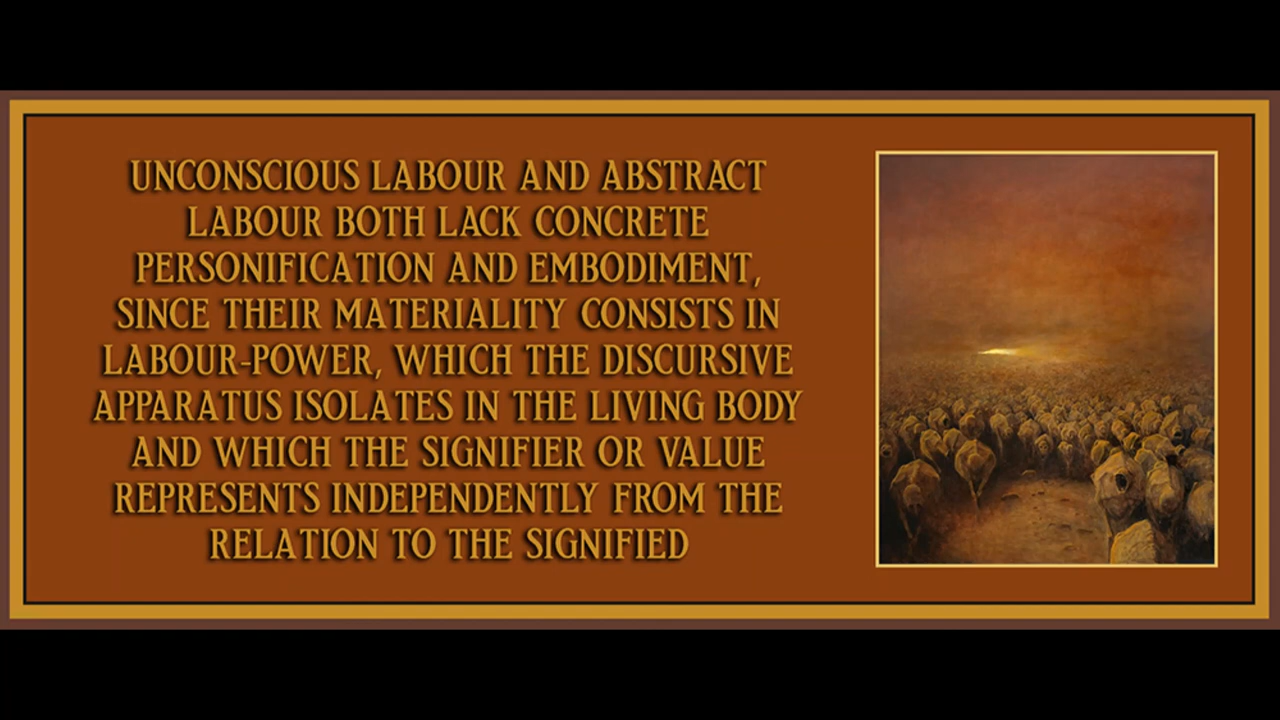 UNCONSCIOUS LABOUR AND ABSTRACT
LABOUR BOTH LACK CONCRETE
PERSONIFICATION AND EMBODIMENT,
SINCE THEIR MATERIALITY CONSISTS IN
LABOUR-POWER, WHICH THE DISCURSIVE
APPARATUS ISOLATES IN THE LIVING BODY
AND WHICH THE SIGNIFIER OR VALUE
REPRESENTS INDEPENDENTLY FROM THE
RELATION TO THE SIGNIFIED